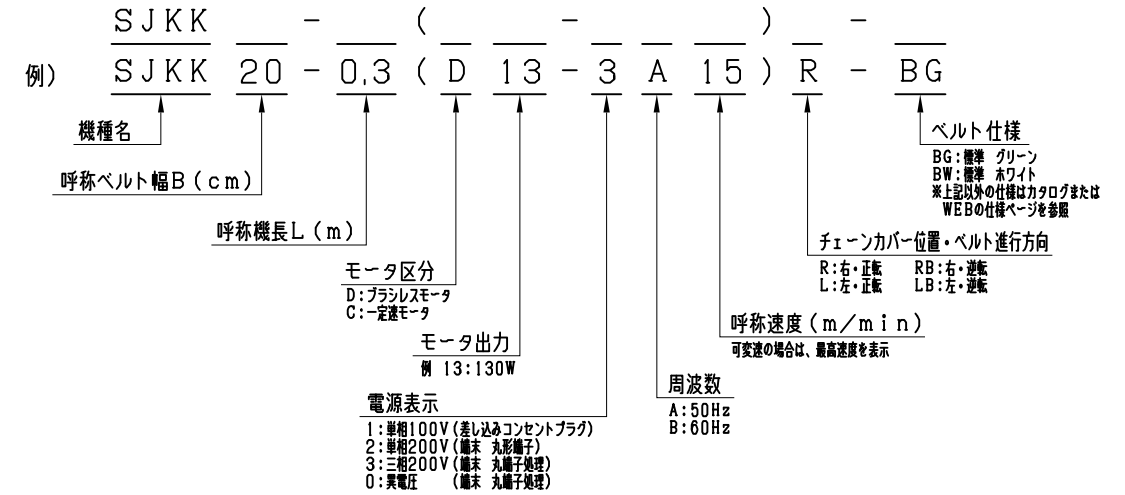 SJKK - ( - ) -
例) SJKK 20-0.3(D 13-3 A 15) R - BG
機種名
ベルト仕様
BG:標準 グリーン
BW:標準 ホワイト
※上記以外の仕様はカタログまたは
WEBの仕様ページを参照
呼称ベルト幅B(cm)
呼称機長L(m)
チェーンカバー位置・ベルト進行方向
R:右・正転 RB:右・逆転
L:左・正転 LB:左・逆転
モータ区分
D:ブラシレスモータ
C:一定速モータ
呼称速度(m/min)
可変速の場合は、最高速度を表示
モータ出力
例 13:130W
周波数
A:50Hz
B:60Hz
電源表示
1:単相100V(差し込みコンセントプラグ)
2:単相200V(端末 丸形端子)
3:三相200V(端末 丸端子処理)
0:異電圧 (端末 丸端子処理)